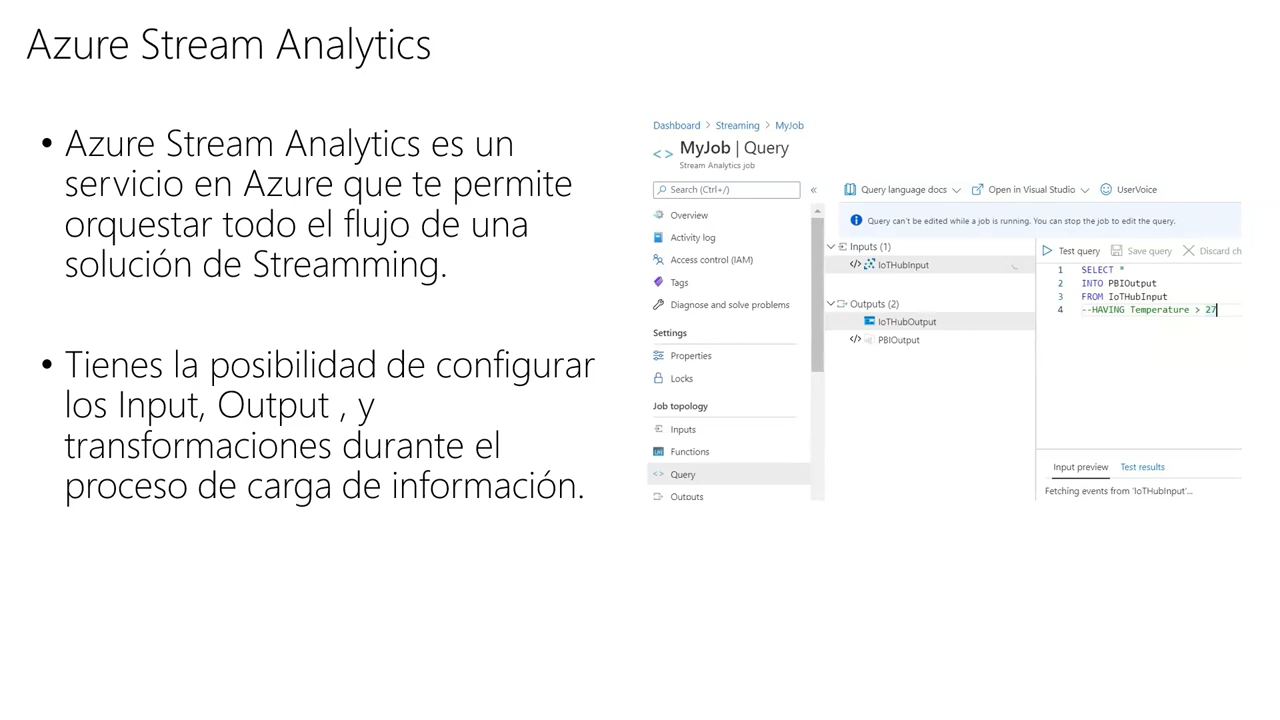 Azure Stream Analytics
• Azure Stream Analytics es un
servicio en Azure que te permite
orquestar todo el flujo de una
solución de Streamming.
• Tienes la posibilidad de configurar
los Input, Output , y
transformaciones durante el
proceso de carga de información.
Dashboard > Streaming > MyJob
<> MyJob | Query
Stream Analytics job
Search (Ctrl+/)
«
Overview
Activity log
Access control (IAM)
Tags
Diagnose and solve problems
Settings
Properties
Locks
Job topology
Inputs
Functions
<> Query
Outputs
Query language docs
Open in Visual Studio
UserVoice
Query can't be edited while a job is running. You can stop the job to edit the query.
Inputs (1)
</> IoTHubInput
Outputs (2)
IoTHubOutput
</> PBIOutput
Test query
Save query
Discard ch
1 SELECT *
2 INTO PBIOutput
3 FROM IoTHubInput
4 --HAVING Temperature > 27
Input preview
Test results
Fetching events from 'IoTHubInput'...